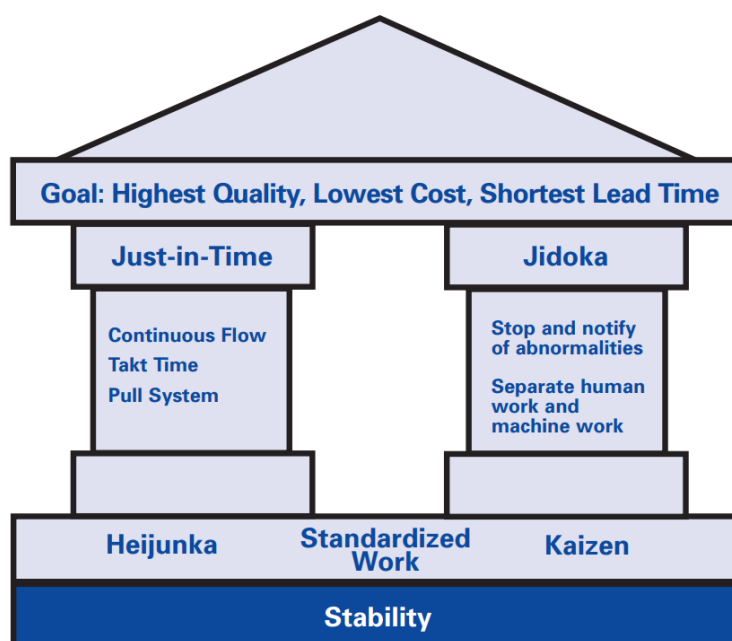 Goal: Highest Quality, Lowest Cost, Shortest Lead Time
Just-in-Time
Continuous Flow
Takt Time
Pull System
Jidoka
Stop and notify
of abnormalities
Separate human
work and
machine work
Heijunka
Standardized
Work
Kaizen
Stability